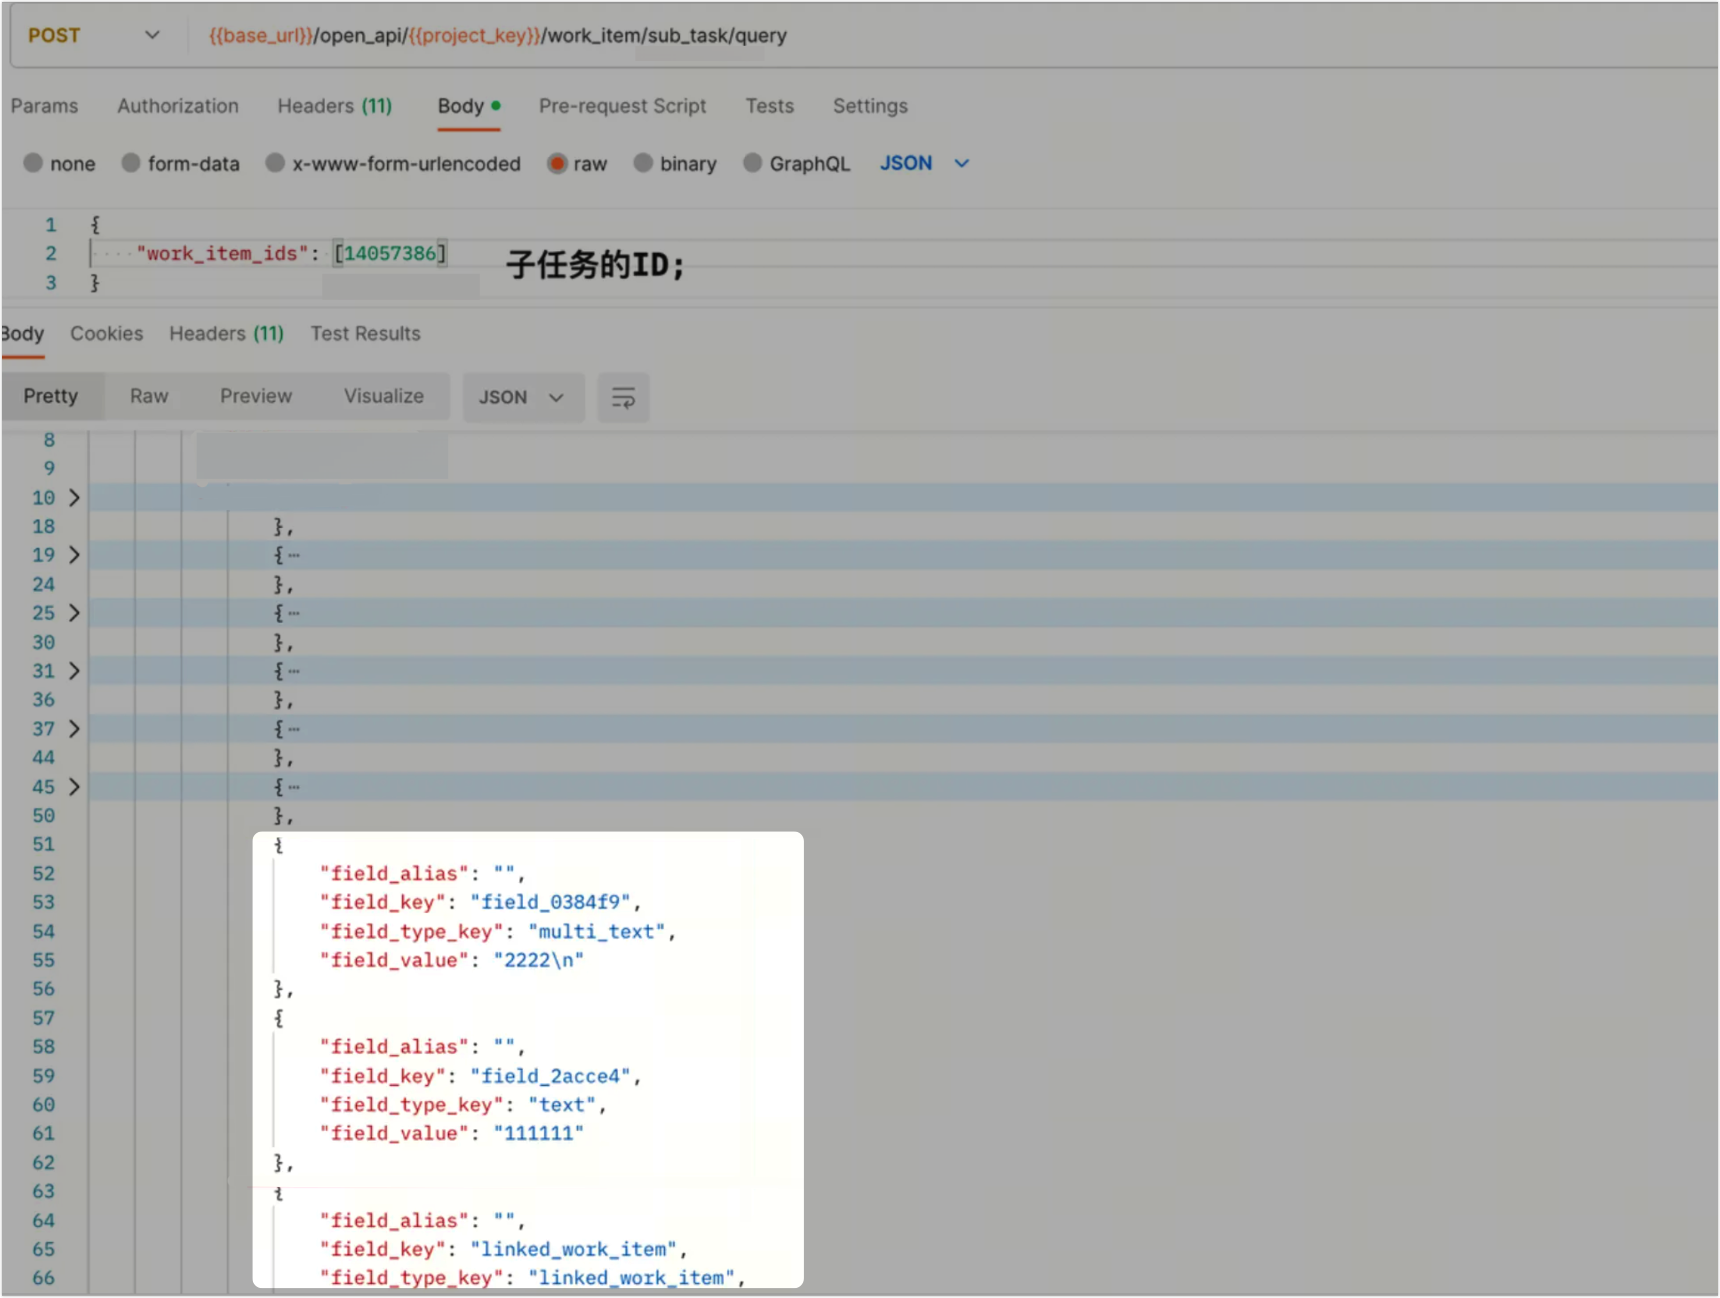 POST {{base_url}}/open_api/{{project_key}}/work_item/sub_task/query
Params Authorization Headers (11) Body Pre-request Script Tests Settings
none form-data x-www-form-urlencoded raw binary GraphQL JSON
1 {
2 "work_item_ids": [14057386] 子任务的ID;
3 }
Body Cookies Headers (11) Test Results
Pretty Raw Preview Visualize JSON
8
9
10
18 },
19 {…
24 },
25 {…
30 },
31 {…
36 },
37 {…
44 },
45 {…
50 },
51 {
52 "field_alias": "",
53 "field_key": "field_0384f9",
54 "field_type_key": "multi_text",
55 "field_value": "2222\n"
56 },
57 {
58 "field_alias": "",
59 "field_key": "field_2acce4",
60 "field_type_key": "text",
61 "field_value": "111111"
62 },
63 {
64 "field_alias": "",
65 "field_key": "linked_work_item",
66 "field_type_key": "linked_work_item",